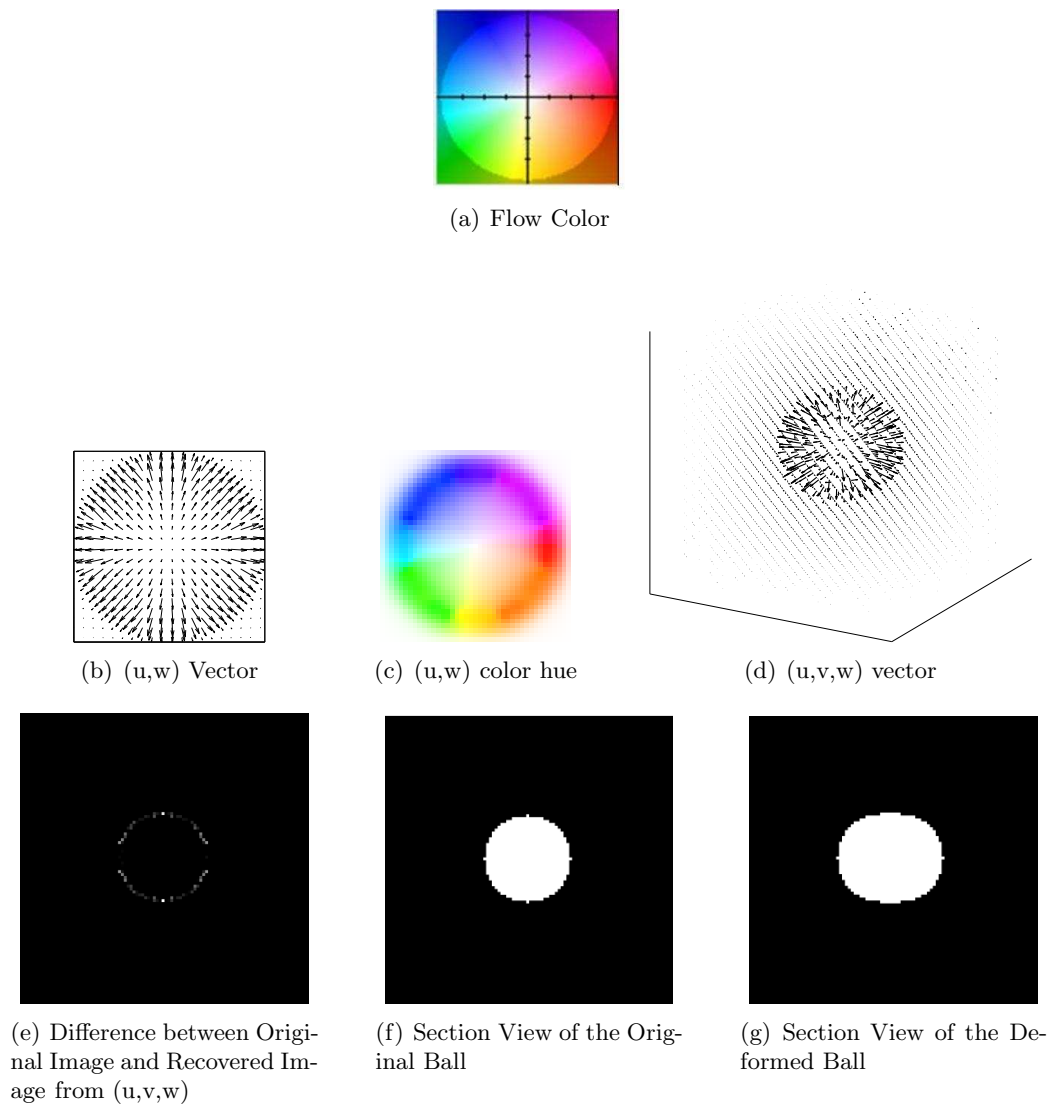 (a) Flow Color
(b) (u,w) Vector
(c) (u,w) color hue
(d) (u,v,w) vector
(e) Difference between Origi-
nal Image and Recovered Im-
age from (u,v,w)
(f) Section View of the Orig-
inal Ball
(g) Section View of the De-
formed Ball